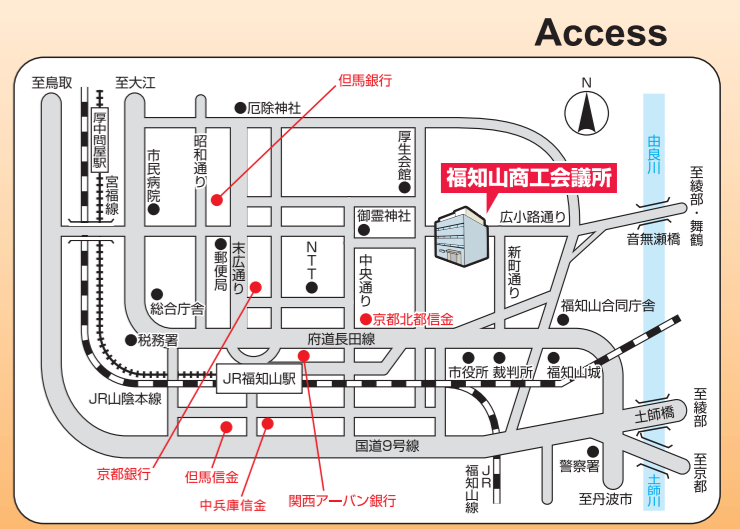 Access
至鳥取
至大江
但馬銀行
N
厄除神社
厚中問屋駅
市民病院
昭和通り
厚生会館
由良川
宮福線
福知山商工会議所
至綾部・舞鶴
御霊神社
広小路通り
音無瀬橋
郵便局
末広通り
NTT
中央通り
新町通り
総合庁舎
京都北都信金
福知山合同庁舎
税務署
府道長田線
JR福知山駅
市役所
裁判所
福知山城
JR山陰本線
至綾部
土師橋
国道9号線
京都銀行
但馬信金
中兵庫信金
関西アーバン銀行
JR福知山線
警察署
至京都
土師川
至丹波市